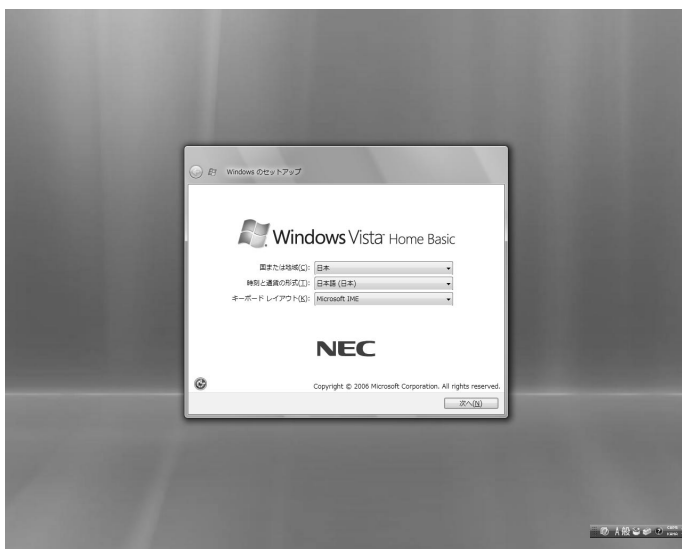 Windows のセットアップ
Windows Vista™ Home Basic
国または地域(C): 日本
時刻と通貨の形式(T): 日本語 (日本)
キーボード レイアウト(K): Microsoft IME
NEC
Copyright © 2006 Microsoft Corporation. All rights reserved.
次へ(N)
A 般